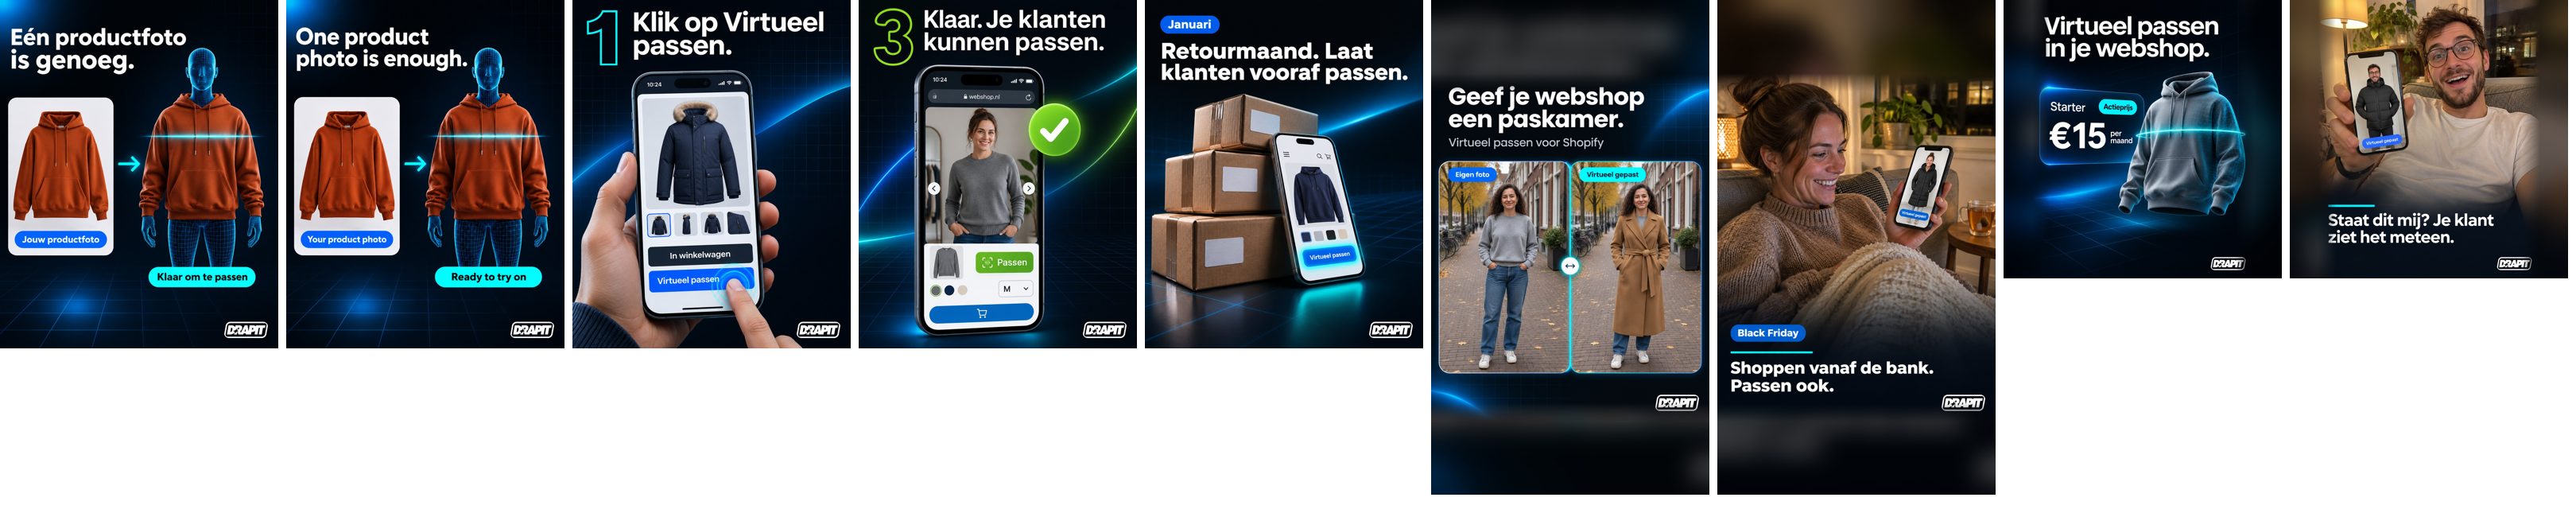 Eén productfoto
is genoeg.
Jouw productfoto
Klaar om te passen
DRAPIT
One product
photo is enough.
Your product photo
Ready to try on
DRAPIT
1
Klik op Virtueel
passen.
10:24
In winkelwagen
Virtueel passen
DRAPIT
3
Klaar. Je klanten
kunnen passen.
10:24
webshop.nl
Passen
M
DRAPIT
Januari
Retourmaand. Laat
klanten vooraf passen.
Virtueel passen
DRAPIT
Geef je webshop
een paskamer.
Virtueel passen voor Shopify
Eigen foto
Virtueel gepast
DRAPIT
Black Friday
Shoppen vanaf de bank.
Passen ook.
DRAPIT
Virtueel passen
in je webshop.
Starter
Actieprijs
€15 per
maand
DRAPIT
Virtueel gepast
Staat dit mij? Je klant
ziet het meteen.
DRAPIT